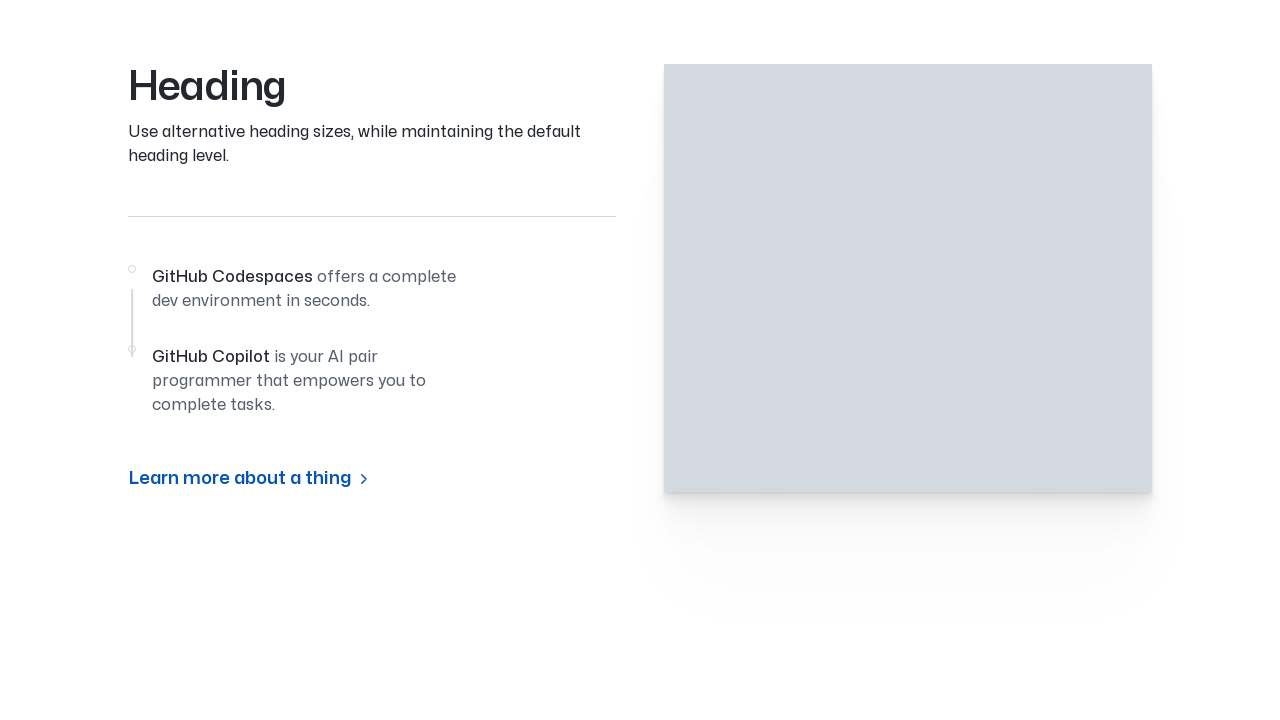 Heading
Use alternative heading sizes, while maintaining the default
heading level.
GitHub Codespaces offers a complete
dev environment in seconds.
GitHub Copilot is your AI pair
programmer that empowers you to
complete tasks.
Learn more about a thing